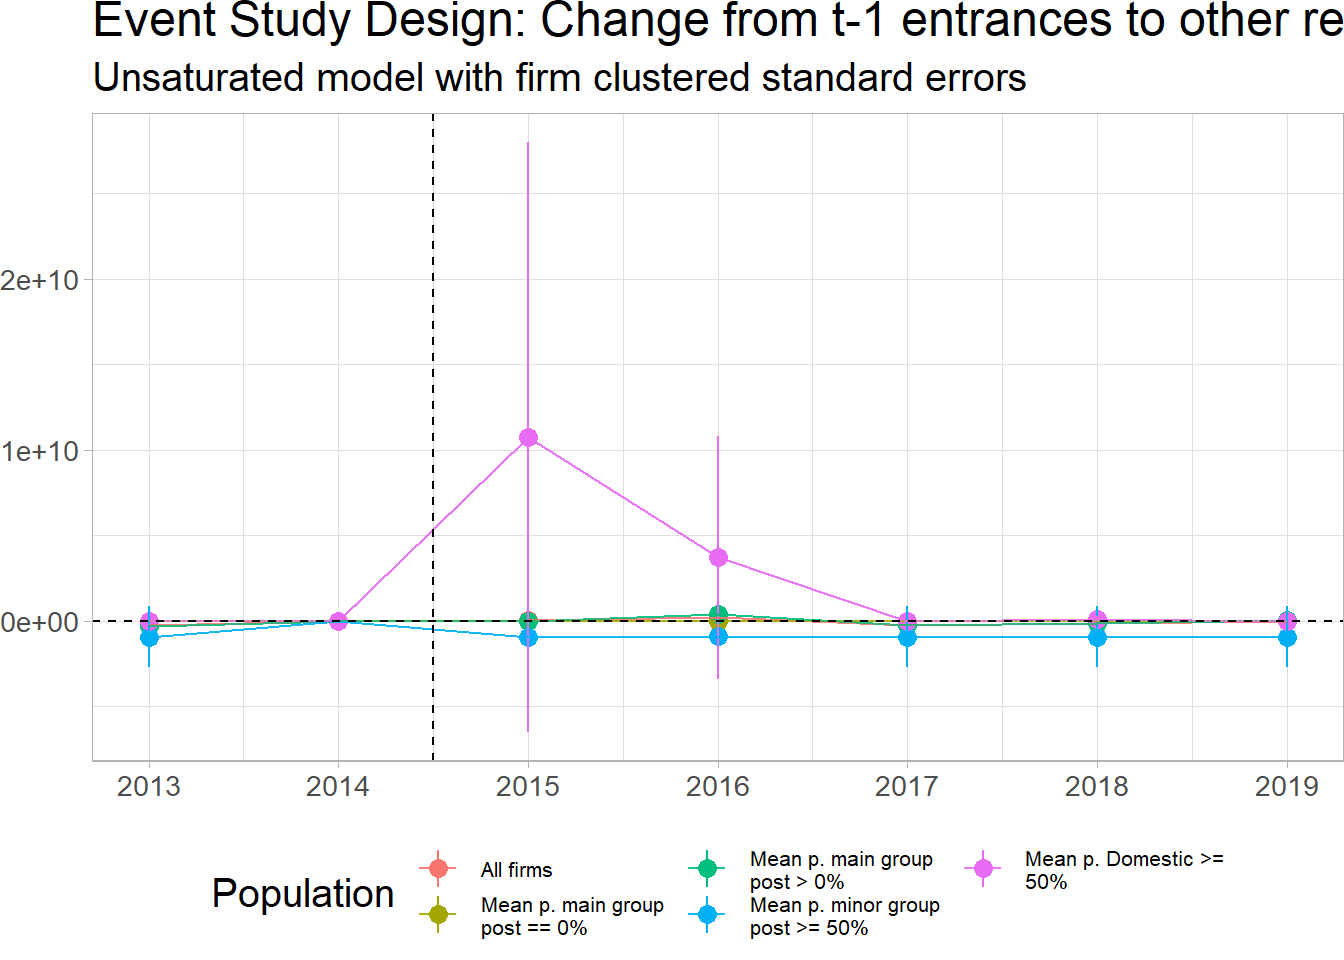 Event Study Design: Change from t-1 entrances to other re
Unsaturated model with firm clustered standard errors
2e+10
1e+10
0e+00
2013 2014 2015 2016 2017 2018 2019
Population
All firms
Mean p. main group
post == 0%
Mean p. main group
post > 0%
Mean p. minor group
post >= 50%
Mean p. Domestic >=
50%